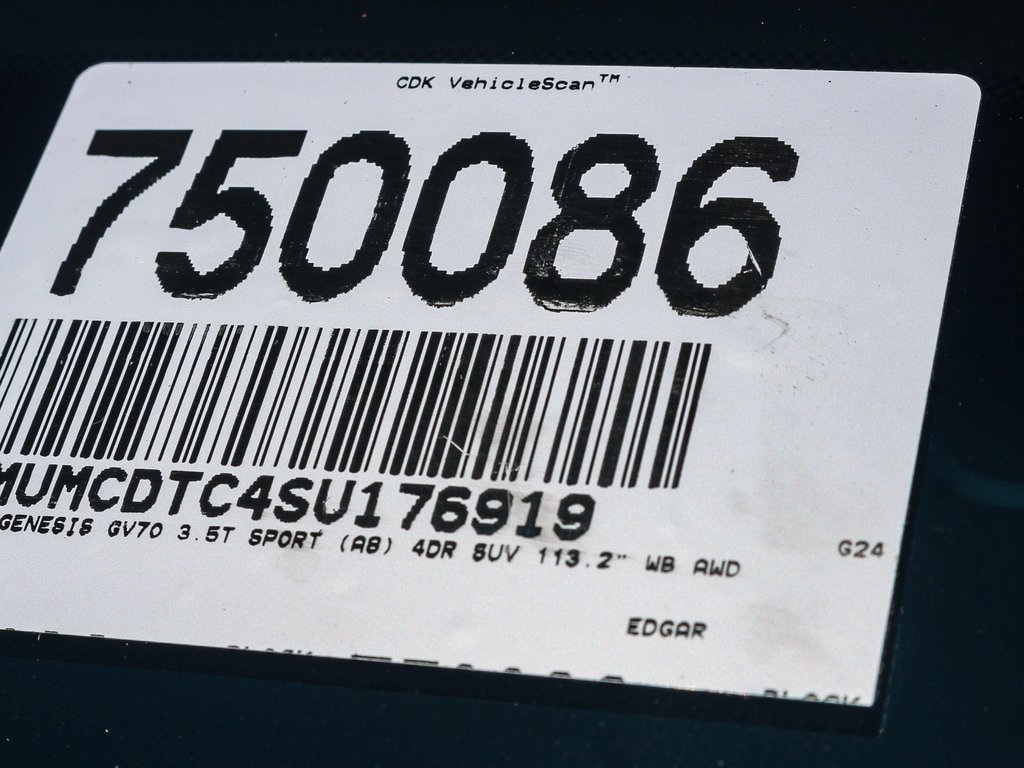 CDK VehicleScan™
750086
MUMCDTC4SU176919
GENESIS GV70 3.5T SPORT (A8) 4DR SUV 113.2" WB AWD
G24
EDGAR